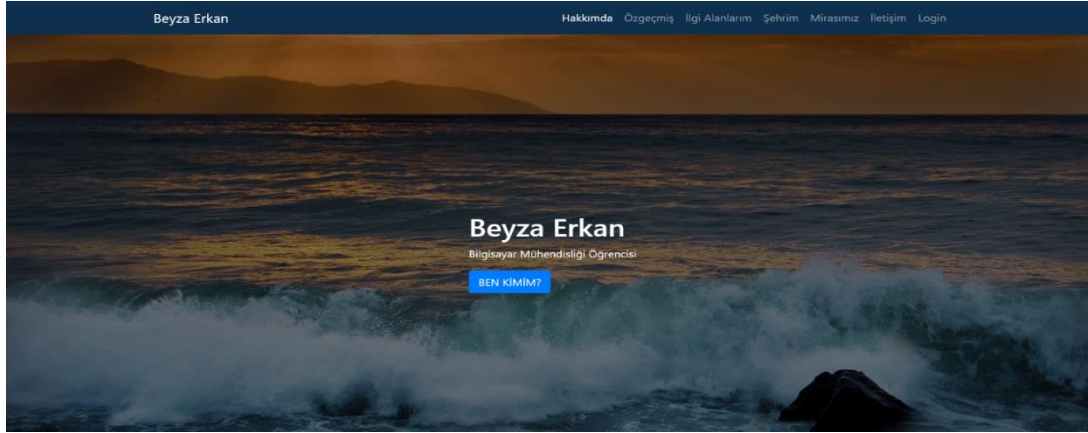 Beyza Erkan
Hakkımda Özgeçmiş İlgi Alanlarım Şehrim Mirasımız İletişim Login
Beyza Erkan
Bilgisayar Mühendisliği Öğrencisi
BEN KİMİM?